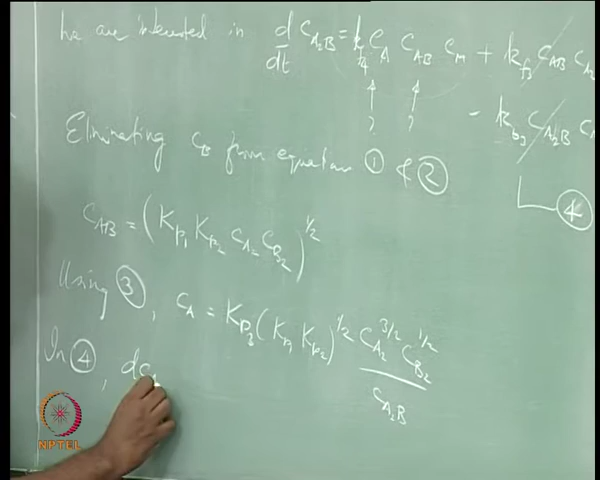 We are interested in d/dt C_A₂B = k_f4 C_A C_AB C_m + k_f3 C_AB C_A₂
? ? - k_b3 C_A₂B C_A
Eliminating C_B from equation ① & ②
④
C_AB = (K_P₁ K_P₂ C_A₂ C_B₂)^1/2
Using ③, C_A = K_P₃ (K_P₁ K_P₂)^1/2 C_A₂^3/2 C_B₂^1/2 / C_A₂B
In ④, dC_A
NPTEL